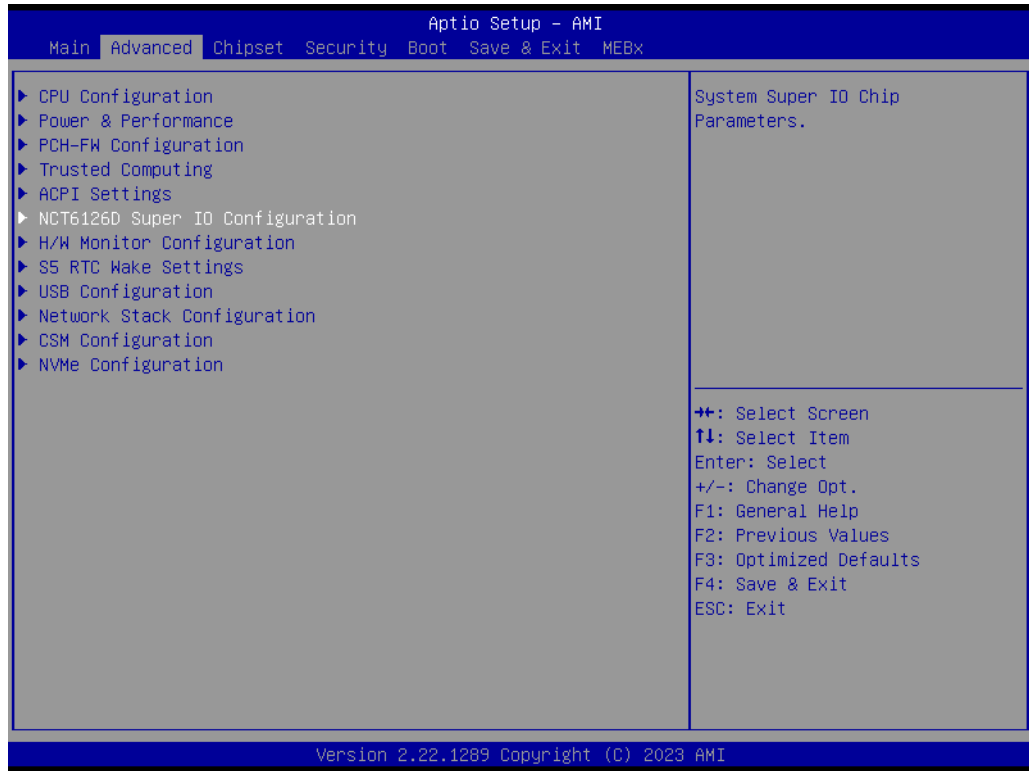 Aptio Setup – AMI
Main Advanced Chipset Security Boot Save & Exit MEBx
▶ CPU Configuration
▶ Power & Performance
▶ PCH-FW Configuration
▶ Trusted Computing
▶ ACPI Settings
▶ NCT6126D Super IO Configuration
▶ H/W Monitor Configuration
▶ S5 RTC Wake Settings
▶ USB Configuration
▶ Network Stack Configuration
▶ CSM Configuration
▶ NVMe Configuration
System Super IO Chip
Parameters.
→←: Select Screen
↑↓: Select Item
Enter: Select
+/-: Change Opt.
F1: General Help
F2: Previous Values
F3: Optimized Defaults
F4: Save & Exit
ESC: Exit
Version 2.22.1289 Copyright (C) 2023 AMI